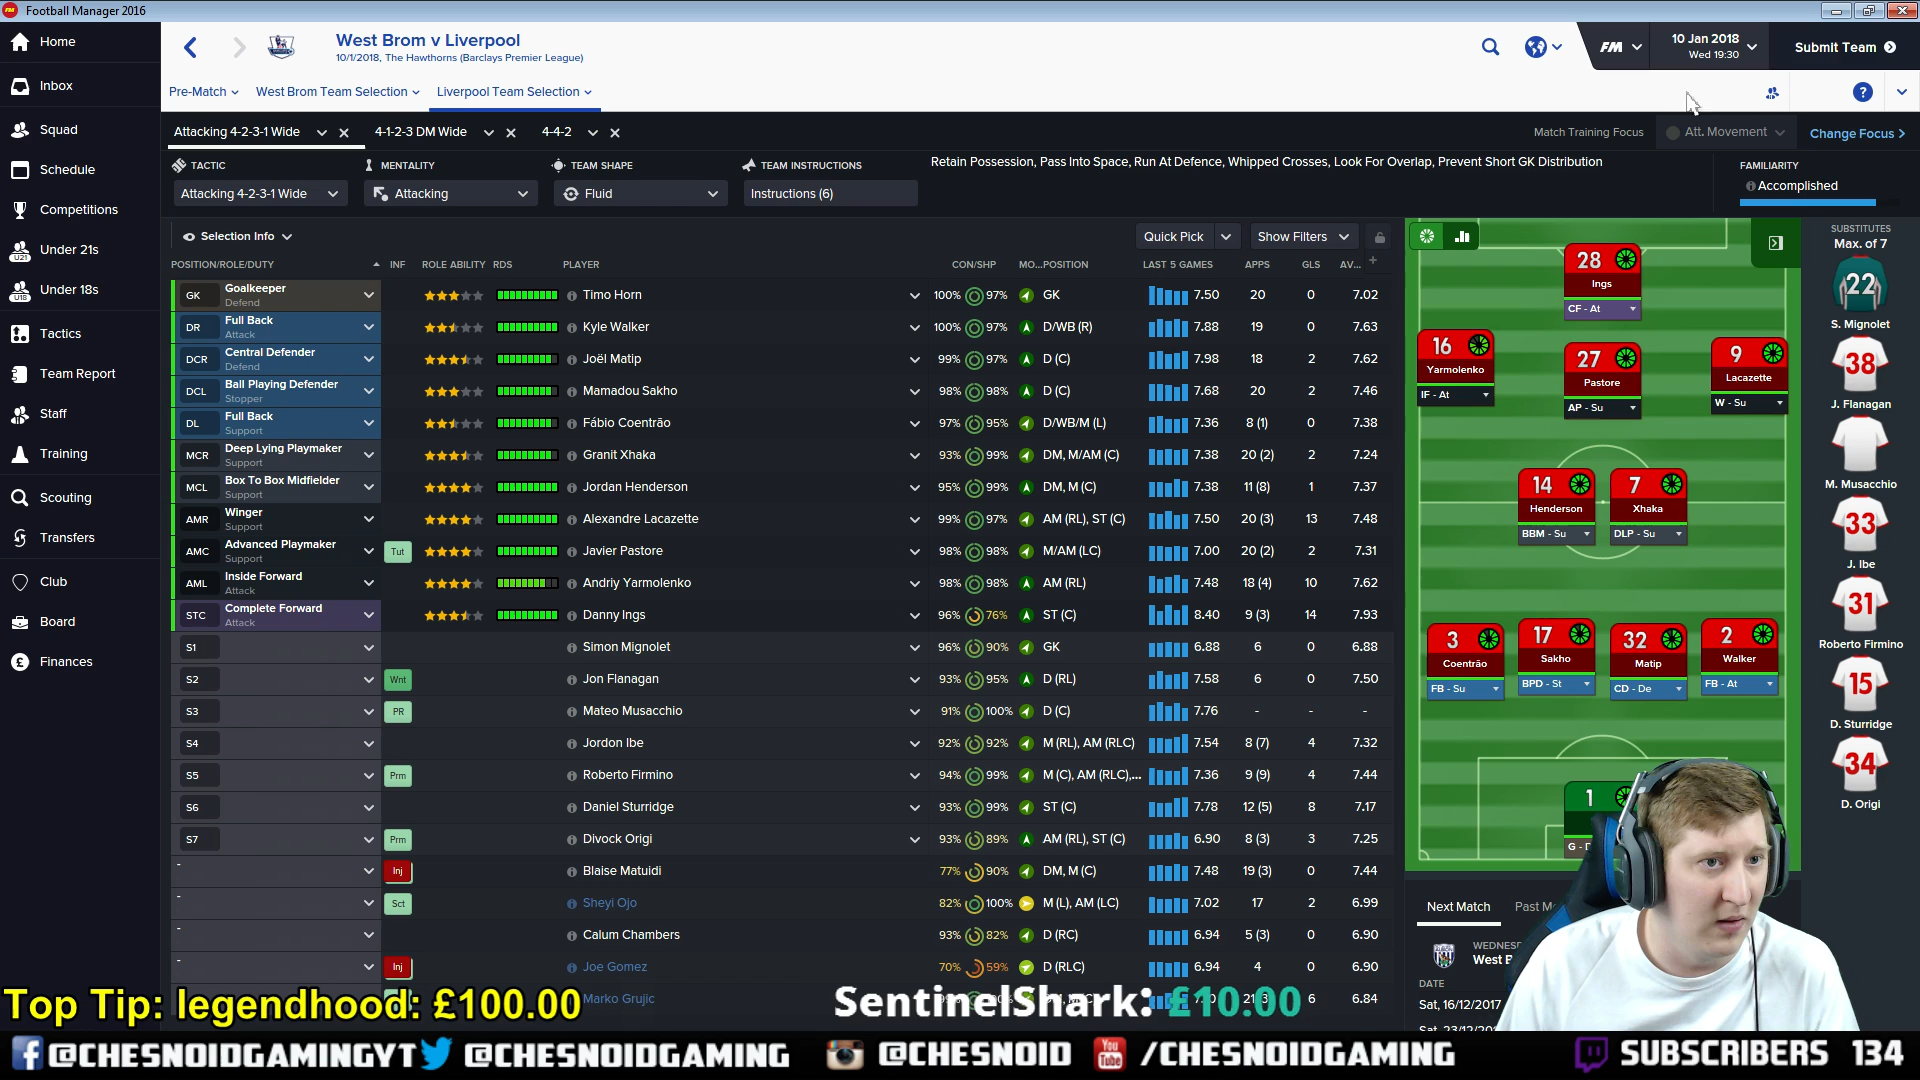 Football Manager 2016
Home
Inbox
Squad
Schedule
Competitions
Under 21s
Under 18s
Tactics
Team Report
Staff
Training
Scouting
Transfers
Club
Board
Finances
West Brom v Liverpool
10/1/2018, The Hawthorns (Barclays Premier League)
FM
10 Jan 2018
Wed 19:30
Submit Team
Pre-Match West Brom Team Selection Liverpool Team Selection
Attacking 4-2-3-1 Wide 4-1-2-3 DM Wide 4-4-2
Match Training Focus Att. Movement Change Focus >
TACTIC MENTALITY TEAM SHAPE TEAM INSTRUCTIONS
Attacking 4-2-3-1 Wide Attacking Fluid Instructions (6)
Retain Possession, Pass Into Space, Run At Defence, Whipped Crosses, Look For Overlap, Prevent Short GK Distribution
FAMILIARITY
Accomplished
Selection Info Quick Pick Show Filters
POSITION/ROLE/DUTY INF ROLE ABILITY RDS PLAYER CON/SHP MO... POSITION LAST 5 GAMES APPS GLS AV...
GK Goalkeeper Defend Timo Horn 100% 97% GK 7.50 20 0 7.02
DR Full Back Attack Kyle Walker 100% 97% D/WB (R) 7.88 19 0 7.63
DCR Central Defender Defend Joël Matip 99% 97% D (C) 7.98 18 2 7.62
DCL Ball Playing Defender Stopper Mamadou Sakho 98% 98% D (C) 7.68 20 2 7.46
DL Full Back Support Fábio Coentrão 97% 95% D/WB/M (L) 7.36 8 (1) 0 7.38
MCR Deep Lying Playmaker Support Granit Xhaka 93% 99% DM, M/AM (C) 7.38 20 (2) 2 7.24
MCL Box To Box Midfielder Support Jordan Henderson 95% 99% DM, M (C) 7.38 11 (8) 1 7.37
AMR Winger Support Alexandre Lacazette 99% 97% AM (RL), ST (C) 7.50 20 (3) 13 7.48
AMC Advanced Playmaker Support Tut Javier Pastore 98% 98% M/AM (LC) 7.00 20 (2) 2 7.31
AML Inside Forward Attack Andriy Yarmolenko 98% 98% AM (RL) 7.48 18 (4) 10 7.62
STC Complete Forward Attack Danny Ings 96% 76% ST (C) 8.40 9 (3) 14 7.93
S1 Simon Mignolet 96% 90% GK 6.88 6 0 6.88
S2 Wnt Jon Flanagan 93% 95% D (RL) 7.58 6 0 7.50
S3 PR Mateo Musacchio 91% 100% D (C) 7.76 - - -
S4 Jordon Ibe 92% 92% M (RL), AM (RLC) 7.54 8 (7) 4 7.32
S5 Prm Roberto Firmino 94% 99% M (C), AM (RLC),... 7.36 9 (9) 4 7.44
S6 Daniel Sturridge 93% 99% ST (C) 7.78 12 (5) 8 7.17
S7 Prm Divock Origi 93% 89% AM (RL), ST (C) 6.90 8 (3) 3 7.25
- Inj Blaise Matuidi 77% 90% DM, M (C) 7.48 19 (3) 0 7.44
- Sct Sheyi Ojo 82% 100% M (L), AM (LC) 7.02 17 2 6.99
- Calum Chambers 93% 82% D (RC) 6.94 5 (3) 0 6.90
- Inj Joe Gomez 70% 59% D (RLC) 6.94 4 0 6.90
Marko Grujic 6 6.84
28
Ings
CF - At
16
Yarmolenko
IF - At
27
Pastore
AP - Su
9
Lacazette
W - Su
14
Henderson
BBM - Su
7
Xhaka
DLP - Su
3
Coentrão
FB - Su
17
Sakho
BPD - St
32
Matip
CD - De
2
Walker
FB - At
1
SUBSTITUTES
Max. of 7
22
S. Mignolet
38
J. Flanagan
M. Musacchio
33
J. Ibe
31
Roberto Firmino
15
D. Sturridge
34
D. Origi
Next Match Past M
WEDNES
West B
DATE
Sat, 16/12/2017
Top Tip: legendhood: £100.00
SentinelShark: £10.00
@CHESNOIDGAMINGYT @CHESNOIDGAMING @CHESNOID You Tube /CHESNOIDGAMING SUBSCRIBERS 134